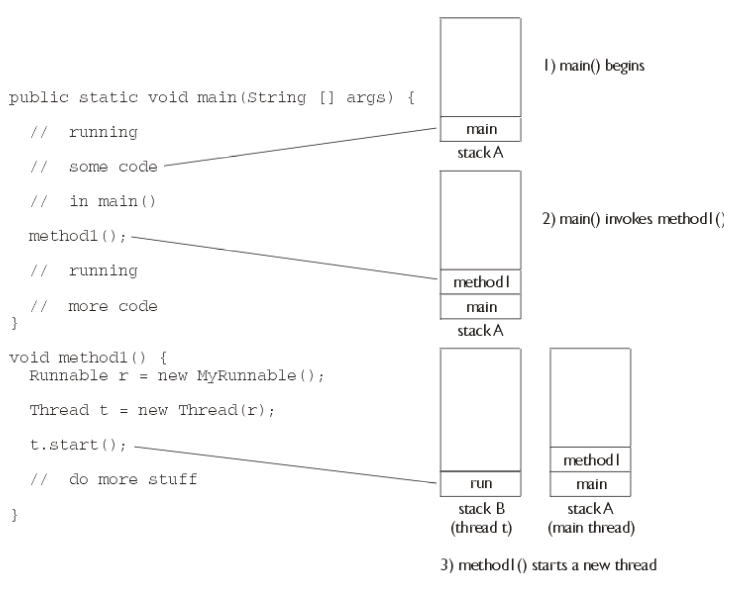 public static void main(String [] args) {
// running
// some code
// in main()
method1();
// running
// more code
}
void method1() {
Runnable r = new MyRunnable();
Thread t = new Thread(r);
t.start();
// do more stuff
}
main
stack A
1) main() begins
method1
main
stack A
2) main() invokes method1()
run
stack B
(thread t)
method1
main
stack A
(main thread)
3) method1() starts a new thread